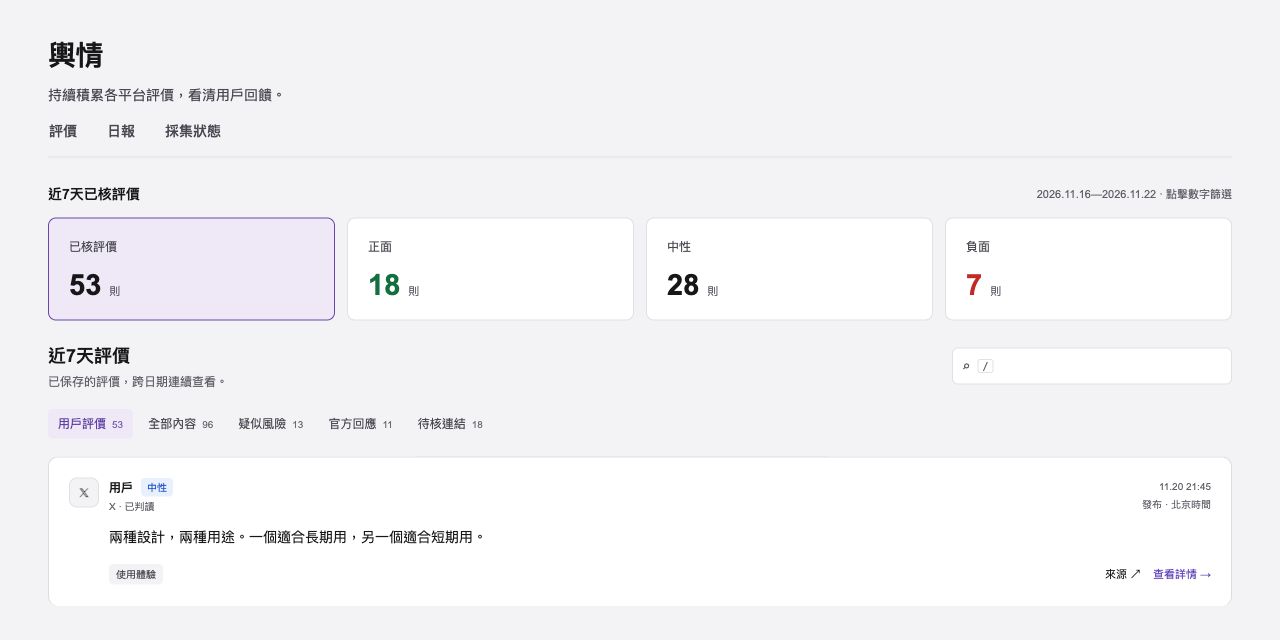 輿情
持續積累各平台評價，看清用戶回饋。
評價 日報 採集狀態
近7天已核評價 2026.11.16—2026.11.22 · 點擊數字篩選
已核評價 正面 中性 負面
53 則 18 則 28 則 7 則
近7天評價
/
已保存的評價，跨日期連續查看。
用戶評價 53 全部內容 96 疑似風險 13 官方回應 11 待核連結 18
𝕏 用戶 中性 11.20 21:45
X · 已判讀 發布 · 北京時間
兩種設計，兩種用途。一個適合長期用，另一個適合短期用。
使用體驗 來源 ↗ 查看詳情 →